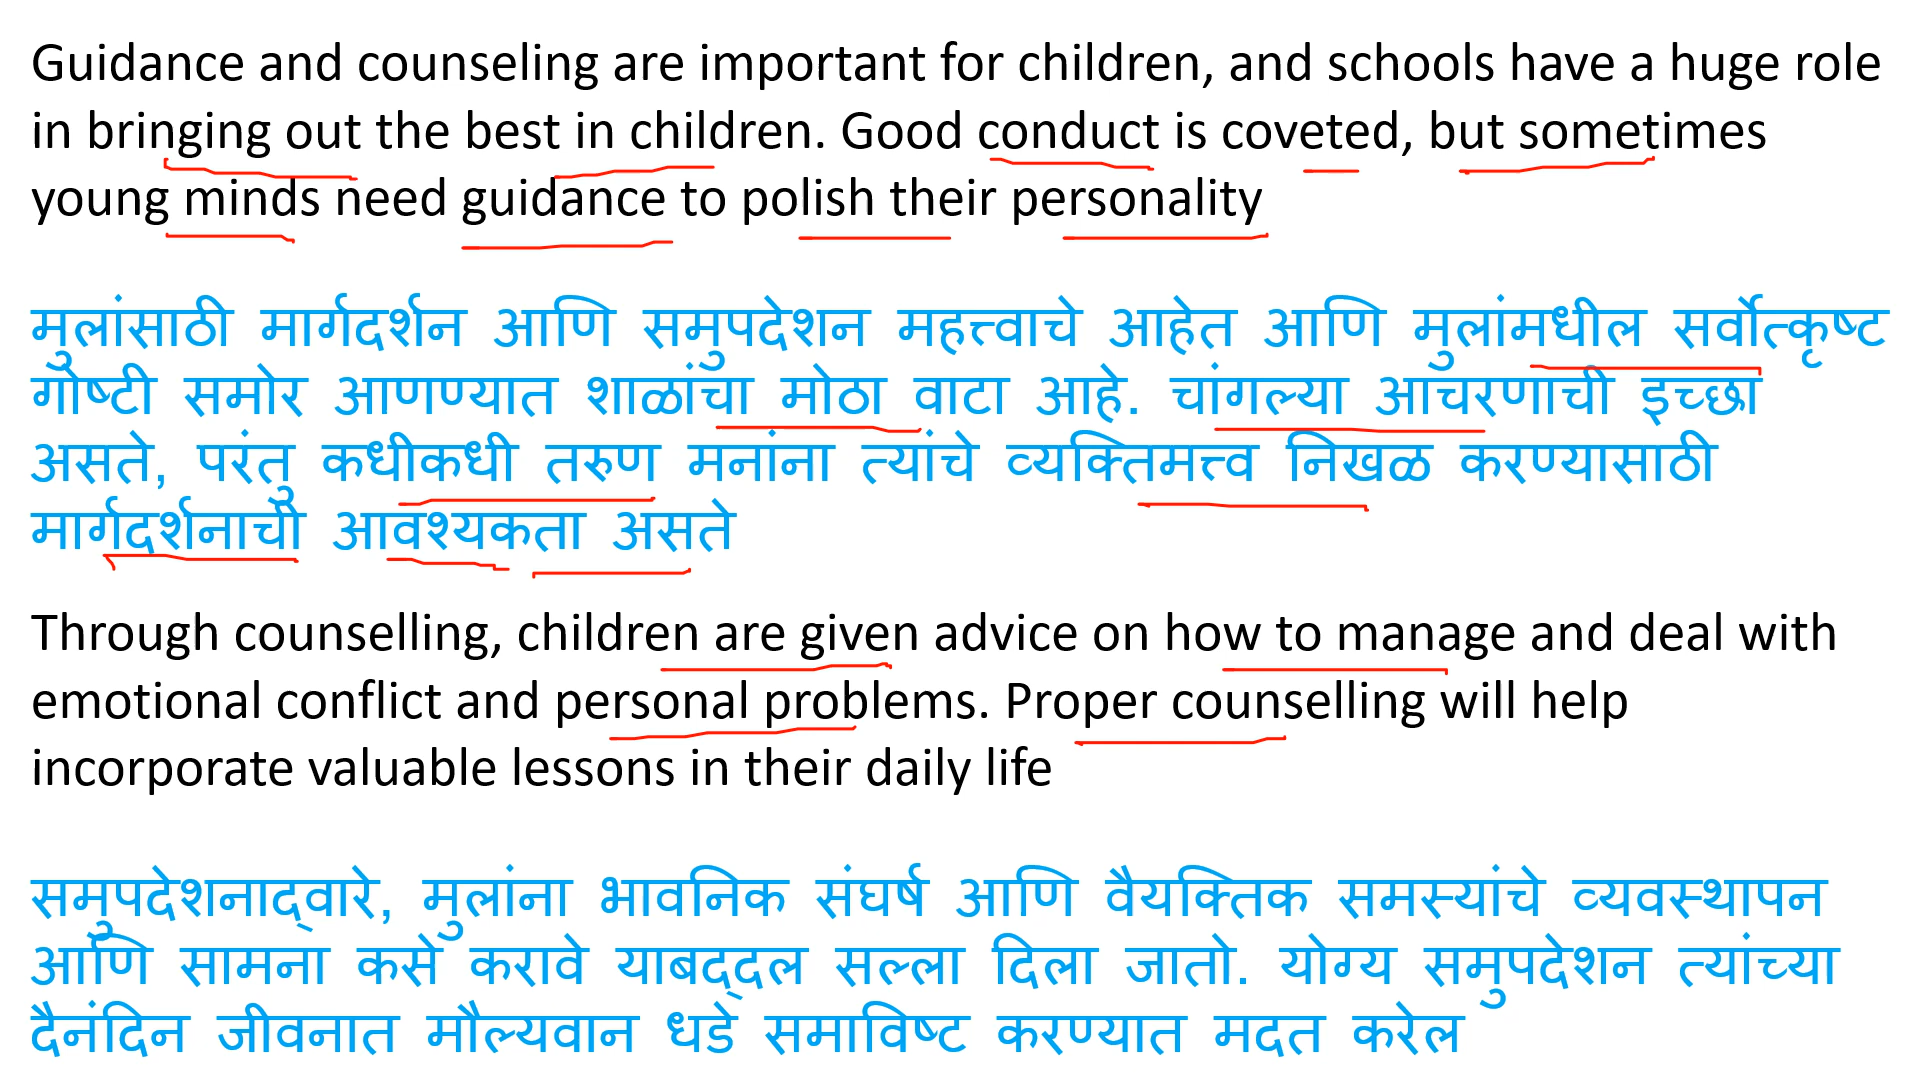 Guidance and counseling are important for children, and schools have a huge role
in bringing out the best in children. Good conduct is coveted, but sometimes
young minds need guidance to polish their personality
मुलांसाठी मार्गदर्शन आणि समुपदेशन महत्त्वाचे आहेत आणि मुलांमधील सर्वोत्कृष्ट
गोष्टी समोर आणण्यात शाळांचा मोठा वाटा आहे. चांगल्या आचरणाची इच्छा
असते, परंतु कधीकधी तरुण मनांना त्यांचे व्यक्तिमत्त्व निखळ करण्यासाठी
मार्गदर्शनाची आवश्यकता असते
Through counselling, children are given advice on how to manage and deal with
emotional conflict and personal problems. Proper counselling will help
incorporate valuable lessons in their daily life
समुपदेशनाद्वारे, मुलांना भावनिक संघर्ष आणि वैयक्तिक समस्यांचे व्यवस्थापन
आणि सामना कसे करावे याबद्दल सल्ला दिला जातो. योग्य समुपदेशन त्यांच्या
दैनंदिन जीवनात मौल्यवान धडे समाविष्ट करण्यात मदत करेल